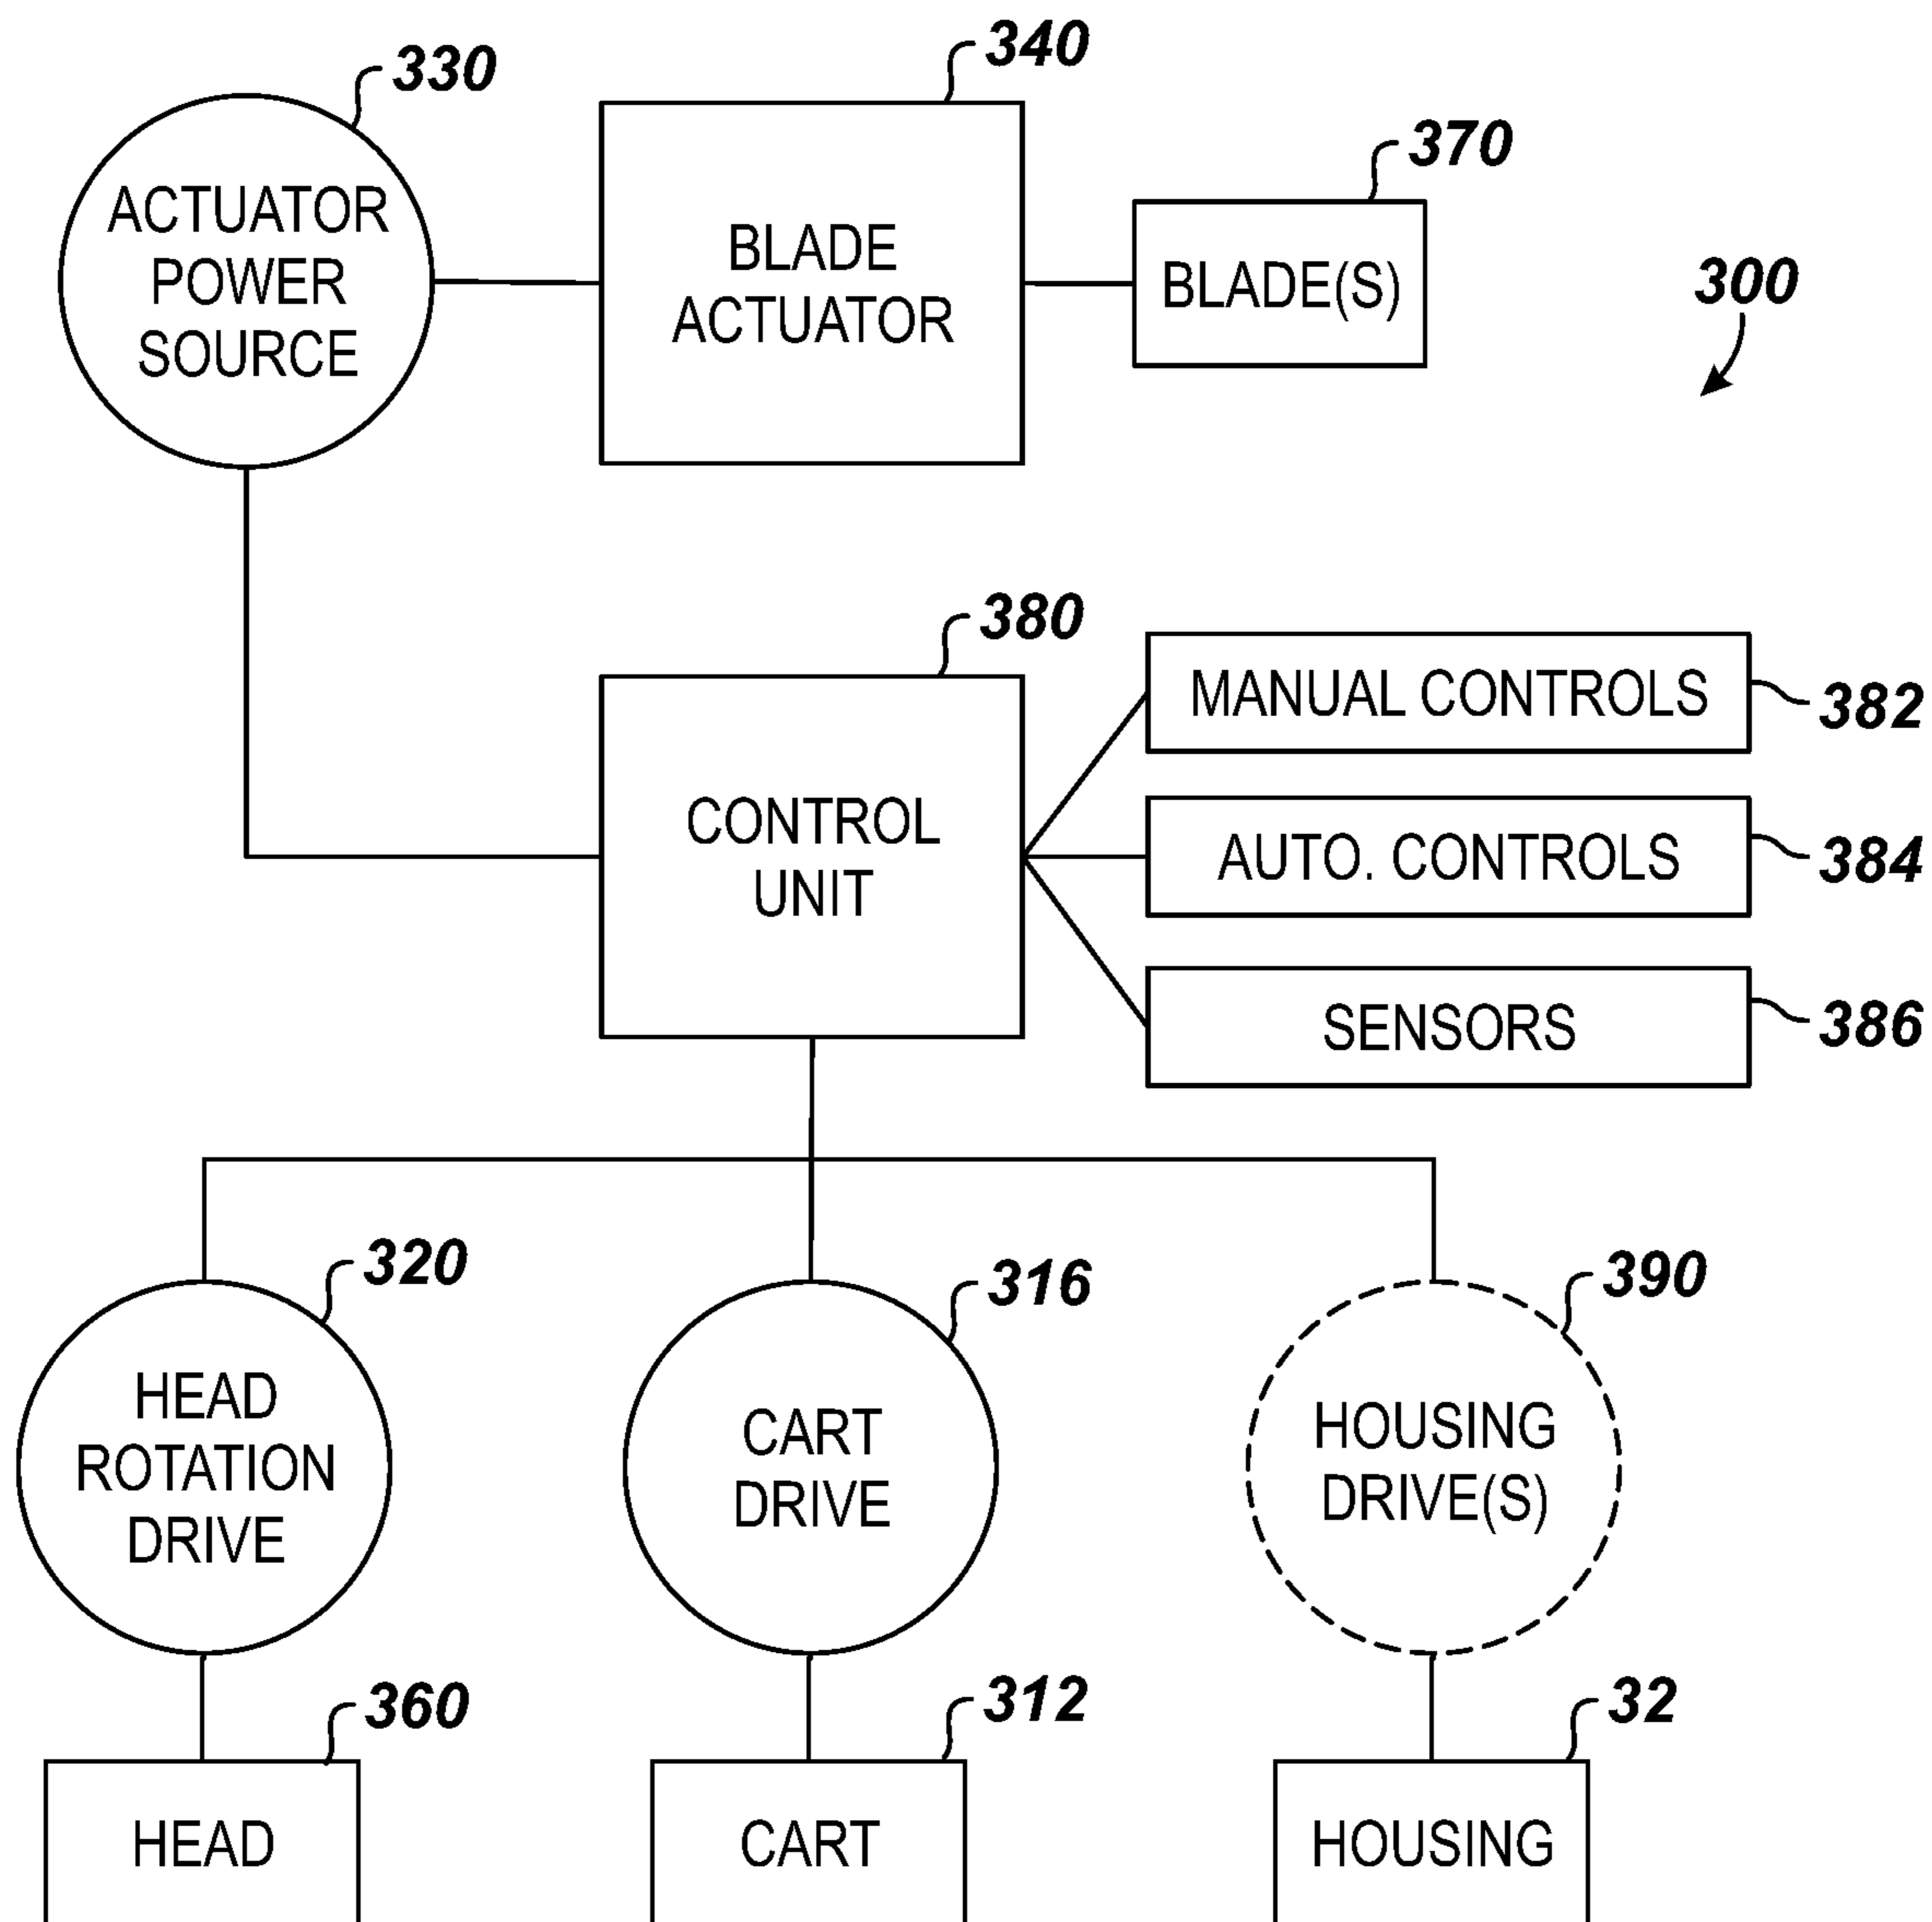 330
340
370
ACTUATOR
POWER
SOURCE
BLADE
ACTUATOR
BLADE(S)
300
380
MANUAL CONTROLS
382
CONTROL
UNIT
AUTO. CONTROLS
384
SENSORS
386
320
316
390
HEAD
ROTATION
DRIVE
CART
DRIVE
HOUSING
DRIVE(S)
360
312
32
HEAD
CART
HOUSING